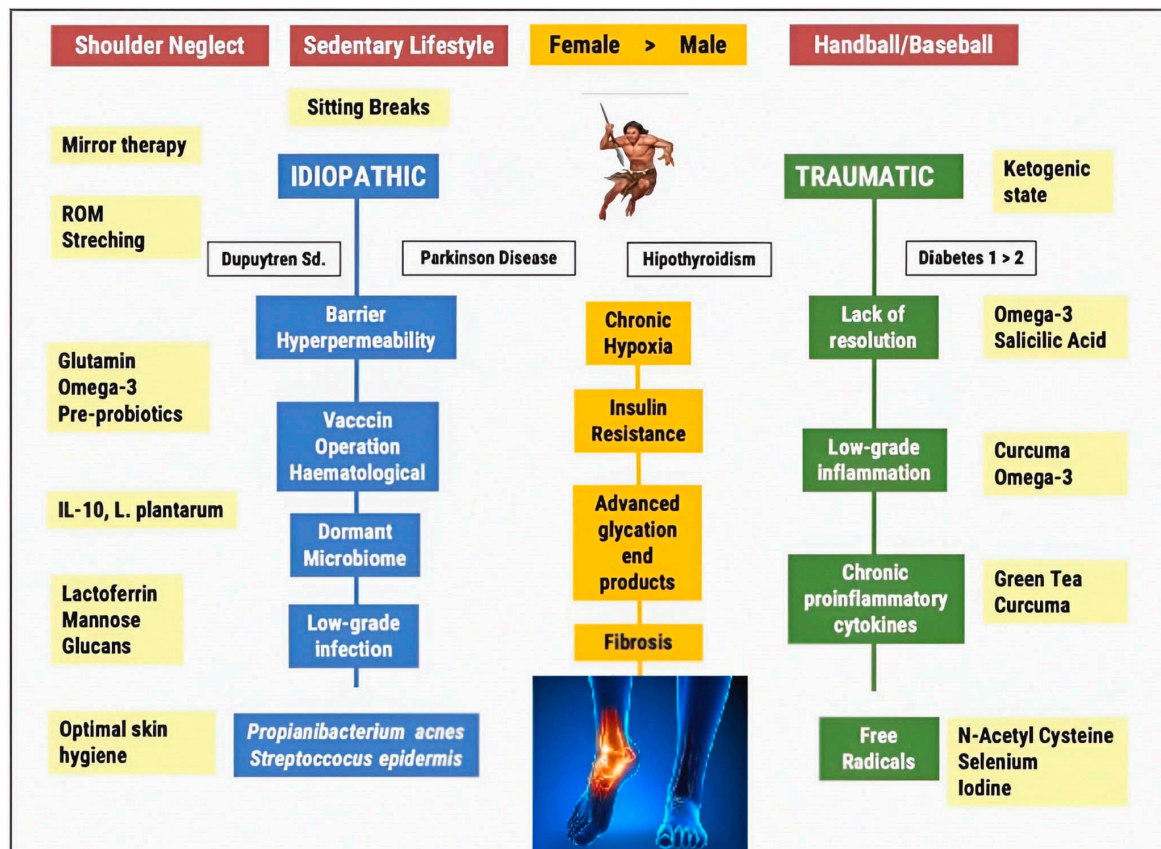 Shoulder Neglect
Sedentary Lifestyle
Female > Male
Handball/Baseball
Sitting Breaks
Mirror therapy
IDIOPATHIC
TRAUMATIC
Ketogenic
state
ROM
Streching
Dupuytren Sd.
Parkinson Disease
Hipothyroidism
Diabetes 1 > 2
Barrier
Hyperpermeability
Chronic
Hypoxia
Lack of
resolution
Omega-3
Salicilic Acid
Glutamin
Omega-3
Pre-probiotics
Vacccin
Operation
Haematological
Insulin
Resistance
Low-grade
inflammation
Curcuma
Omega-3
IL-10, L. plantarum
Dormant
Microbiome
Advanced
glycation
end
products
Chronic
proinflammatory
cytokines
Green Tea
Curcuma
Lactoferrin
Mannose
Glucans
Low-grade
infection
Fibrosis
Optimal skin
hygiene
Propianibacterium acnes
Streptoccocus epidermis
Free
Radicals
N-Acetyl Cysteine
Selenium
Iodine